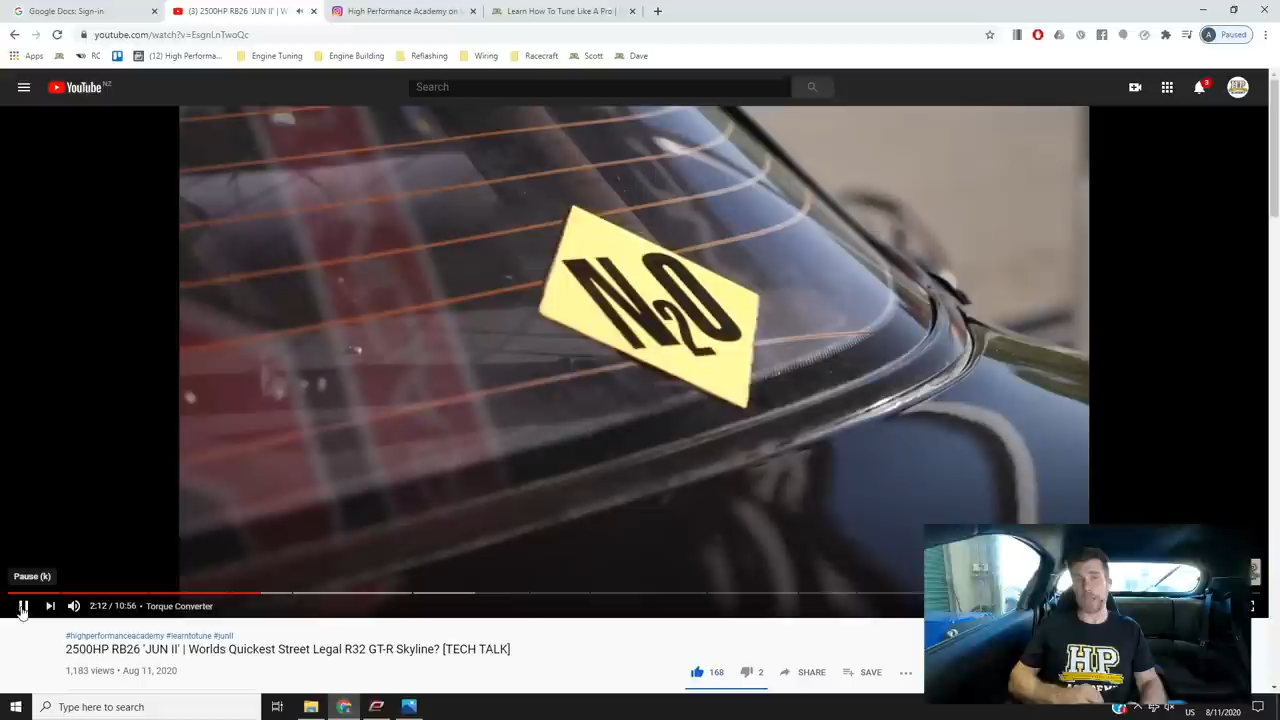 Google Docs: Sign-in
(3) 2500HP RB26 'JUN II' | W
High Performance Academy on I
Learn How To Tune Like A Pro |
youtube.com/watch?v=EsgnLnTwoQc
Paused
Apps
RC
(12) High Performa...
Engine Tuning
Engine Building
Reflashing
Wiring
Racecraft
Scott
Dave
YouTube NZ
Search
3
HP
N2O
Pause (k)
2:12 / 10:56 • Torque Converter
#highperformanceacademy #learntotune #junII
2500HP RB26 'JUN II' | Worlds Quickest Street Legal R32 GT-R Skyline? [TECH TALK]
1,183 views • Aug 11, 2020
168
2
SHARE
SAVE
HP
ACADEMY
Type here to search
US
8/11/2020